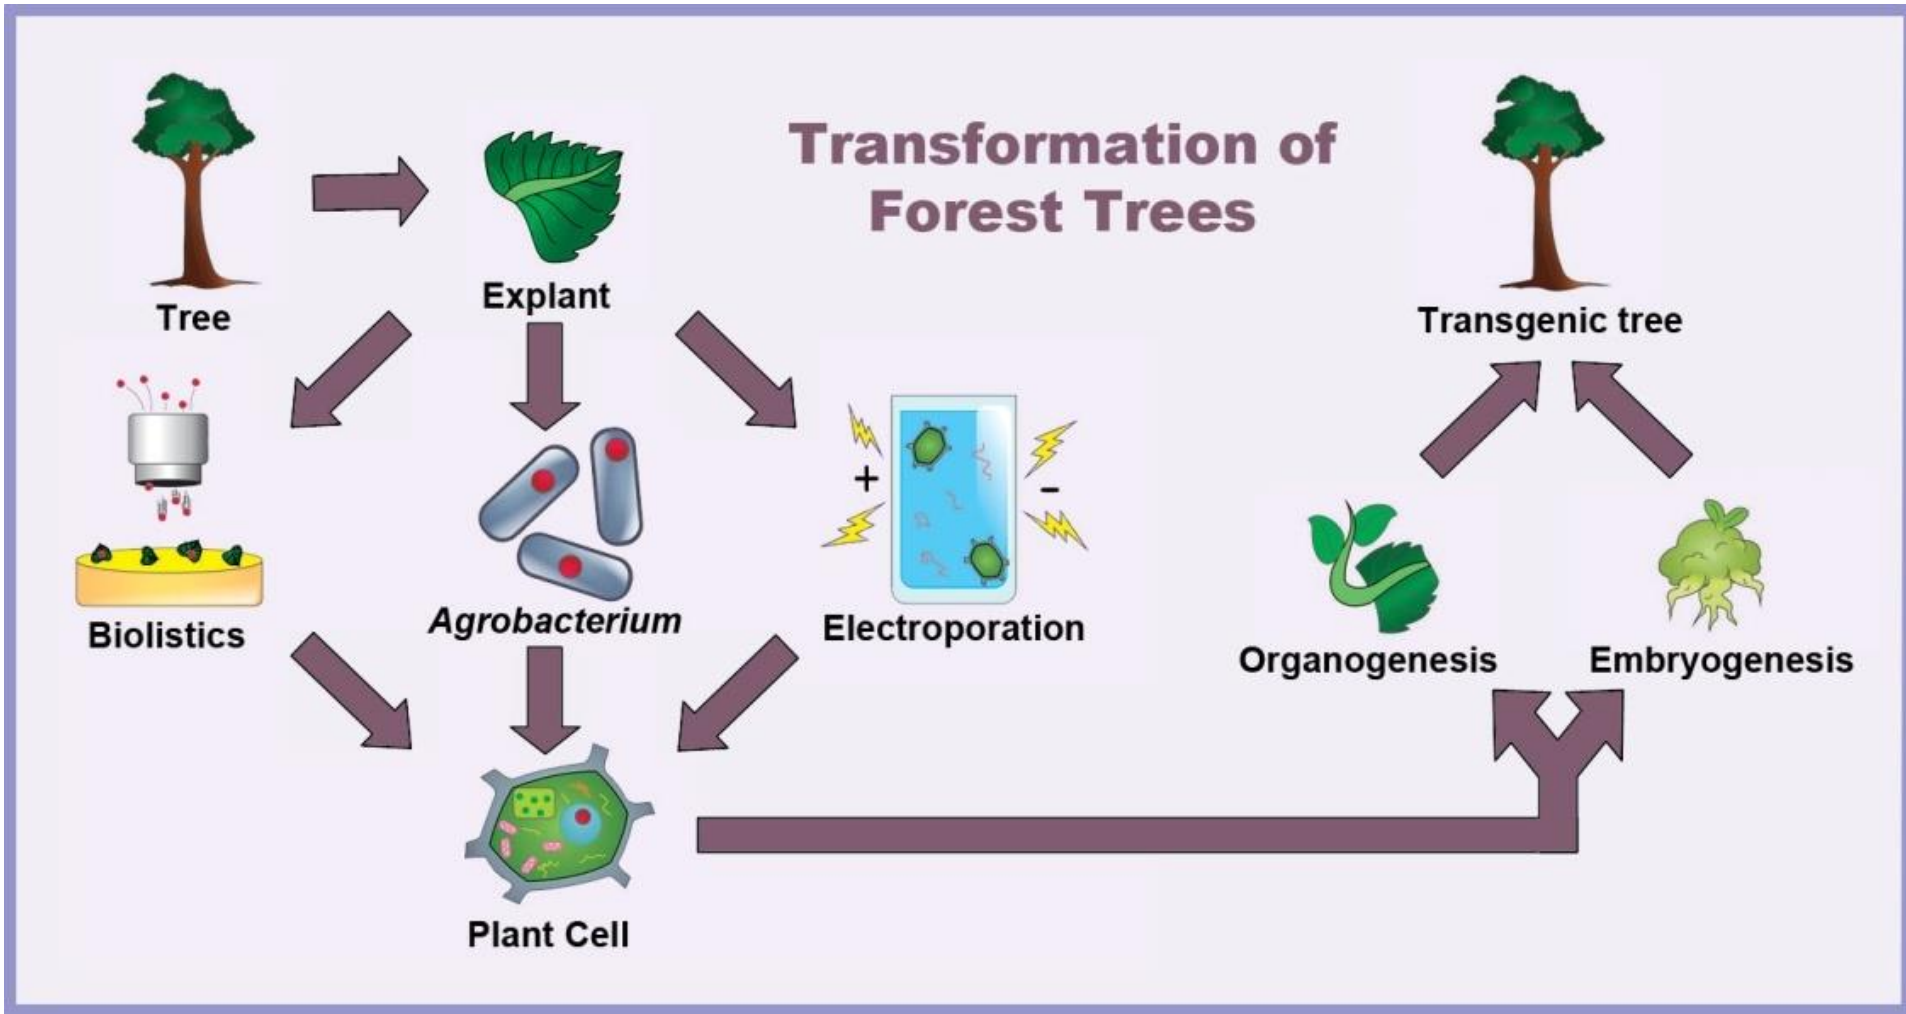 Transformation of
Forest Trees
Tree
Explant
Transgenic tree
+
-
Biolistics
Agrobacterium
Electroporation
Organogenesis
Embryogenesis
Plant Cell